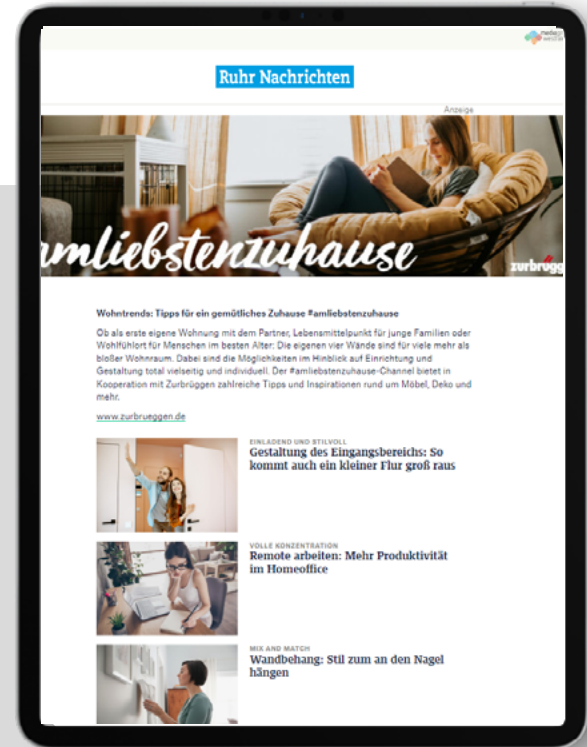 Ruhr Nachrichten
Anzeige
amliebstenzuhause
zurbrügg
Wohntrends: Tipps für ein gemütliches Zuhause #amliebstenzuhause
Ob als erste eigene Wohnung mit dem Partner, Lebensmittelpunkt für junge Familien oder
Wohlfühlort für Menschen im besten Alter: Die eigenen vier Wände sind für viele mehr als
bloßer Wohnraum. Dabei sind die Möglichkeiten im Hinblick auf Einrichtung und
Gestaltung total vielseitig und individuell. Der #amliebstenzuhause-Channel bietet in
Kooperation mit Zurbrüggen zahlreiche Tipps und Inspirationen rund um Möbel, Deko und
mehr.
www.zurbrueggen.de
EINLADEND UND STILVOLL
Gestaltung des Eingangsbereichs: So
kommt auch ein kleiner Flur groß raus
VOLLE KONZENTRATION
Remote arbeiten: Mehr Produktivität
im Homeoffice
MIX AND MATCH
Wandbehang: Stil zum an den Nagel
hängen